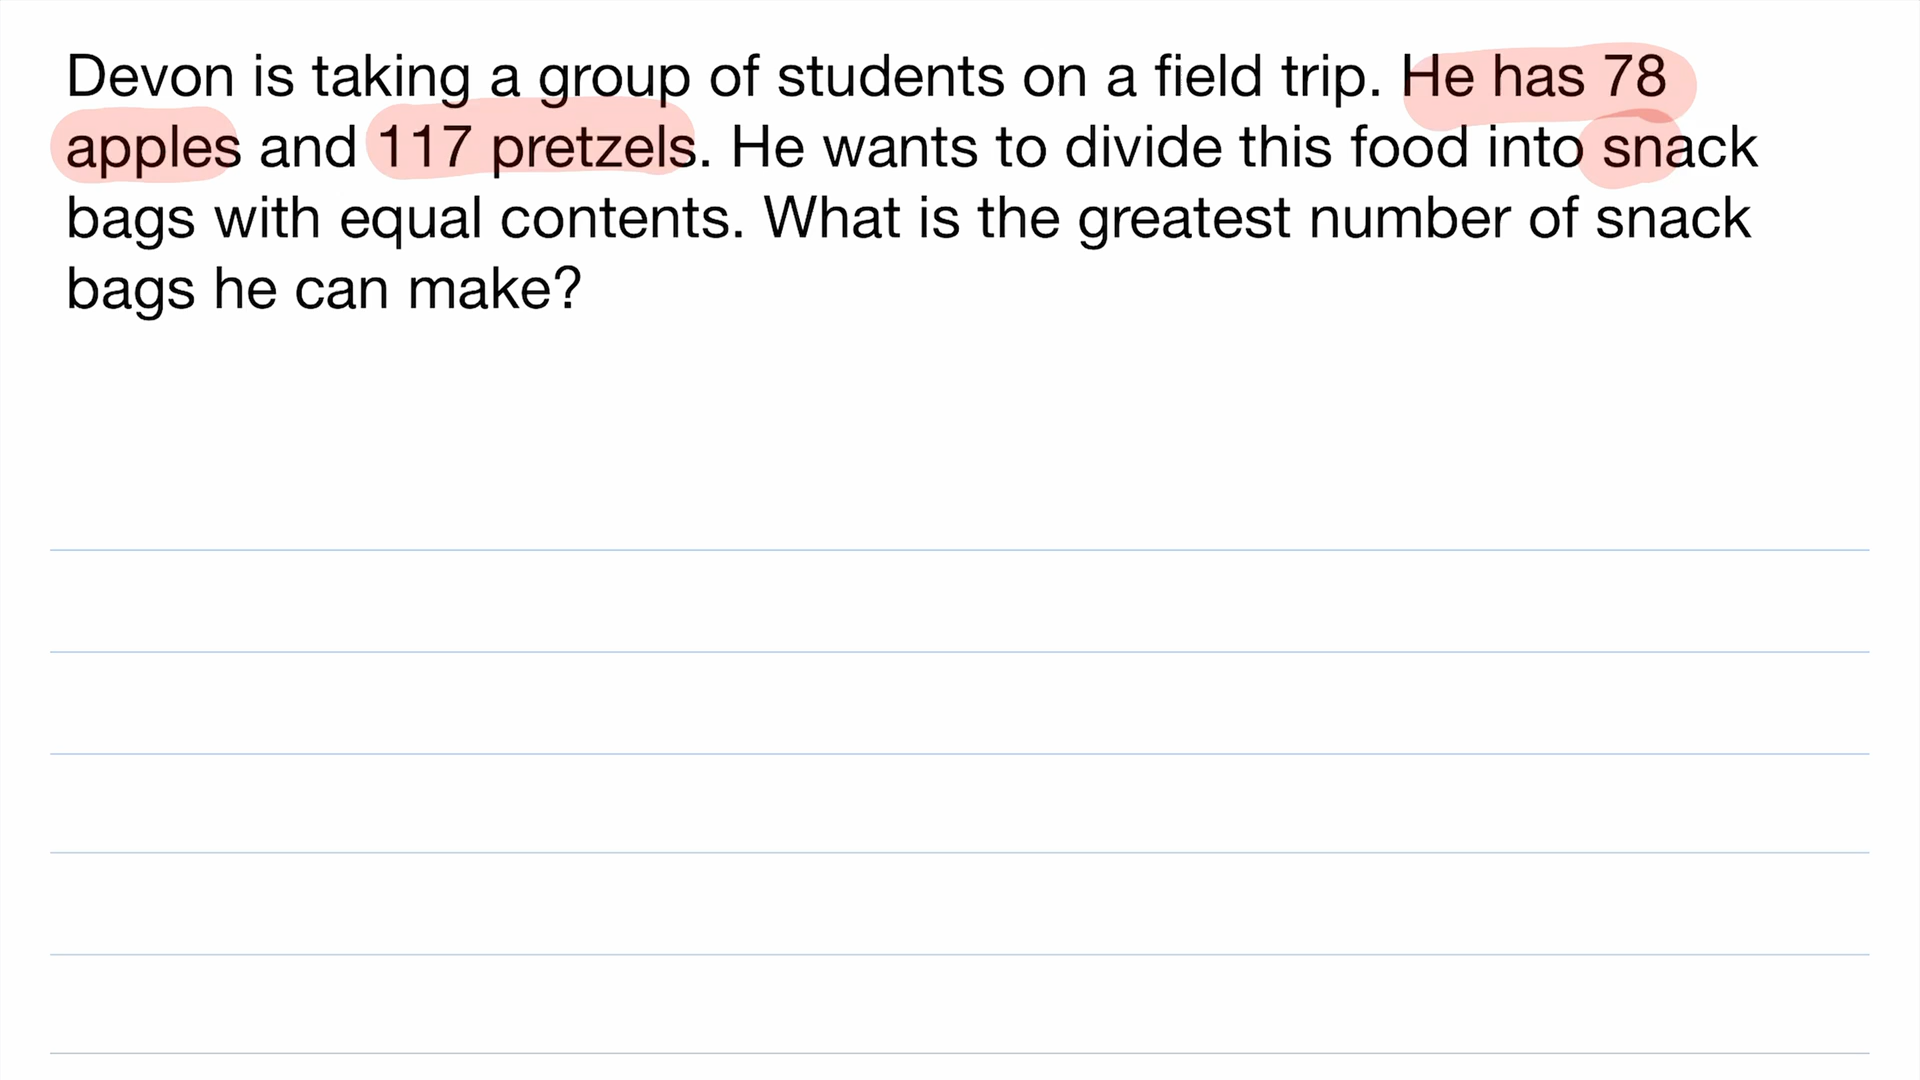 Devon is taking a group of students on a field trip. He has 78
apples and 117 pretzels. He wants to divide this food into snack
bags with equal contents. What is the greatest number of snack
bags he can make?